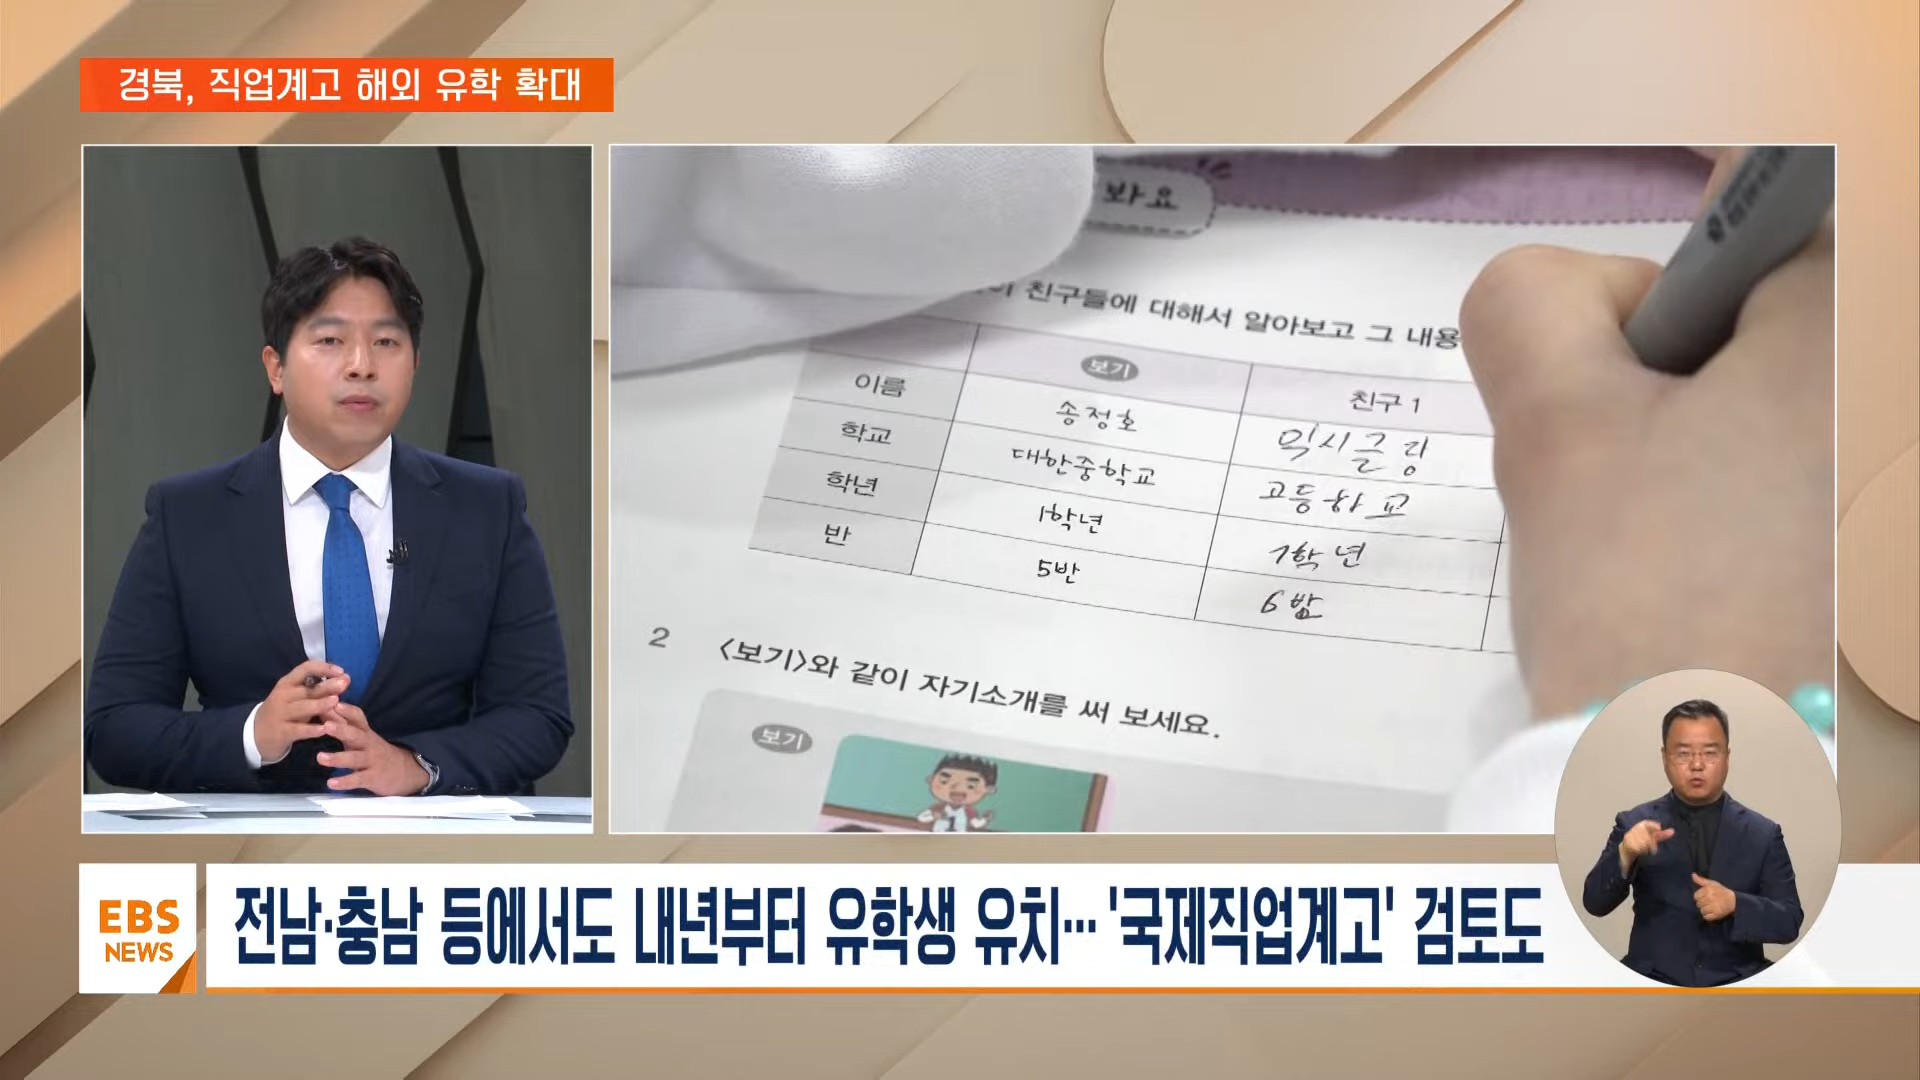 경북, 직업계고 해외 유학 확대
봐요
친구들에 대해서 알아보고 그 내용
보기 친구 1
이름 송정호 믹시클링
학교 대한중학교 고등하교
학년 1학년 1학년
반 5반 6밤
2 <보기>와 같이 자기소개를 써 보세요.
보기
EBS NEWS
전남·충남 등에서도 내년부터 유학생 유치… '국제직업계고' 검토도